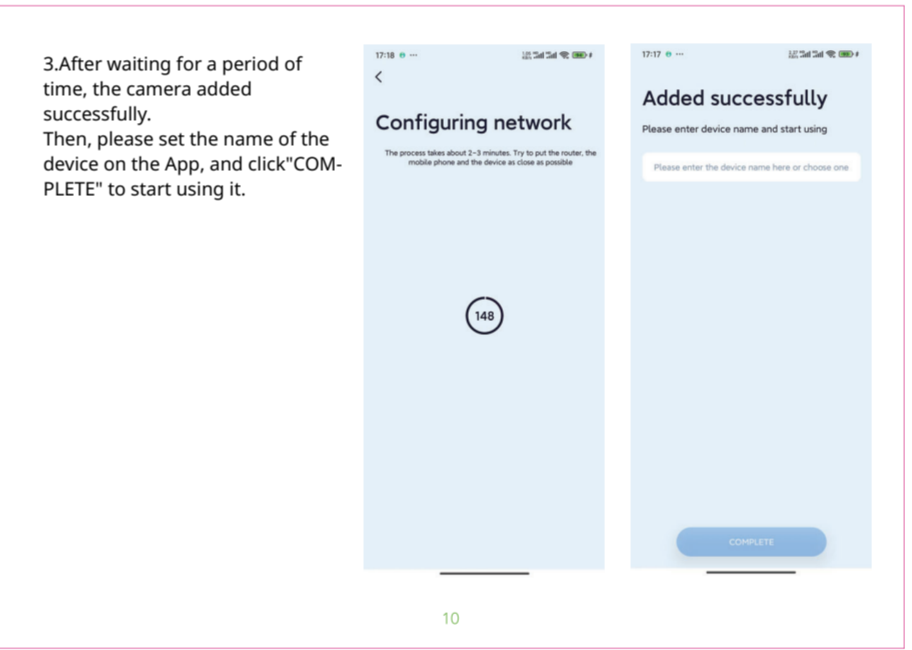 3.After waiting for a period of
time, the camera added
successfully.
Then, please set the name of the
device on the App, and click"COM-
PLETE" to start using it.
17:18
Configuring network
The process takes about 2-3 minutes. Try to put the router, the
mobile phone and the device as close as possible
148
17:17
Added successfully
Please enter device name and start using
Please enter the device name here or choose one
COMPLETE
10